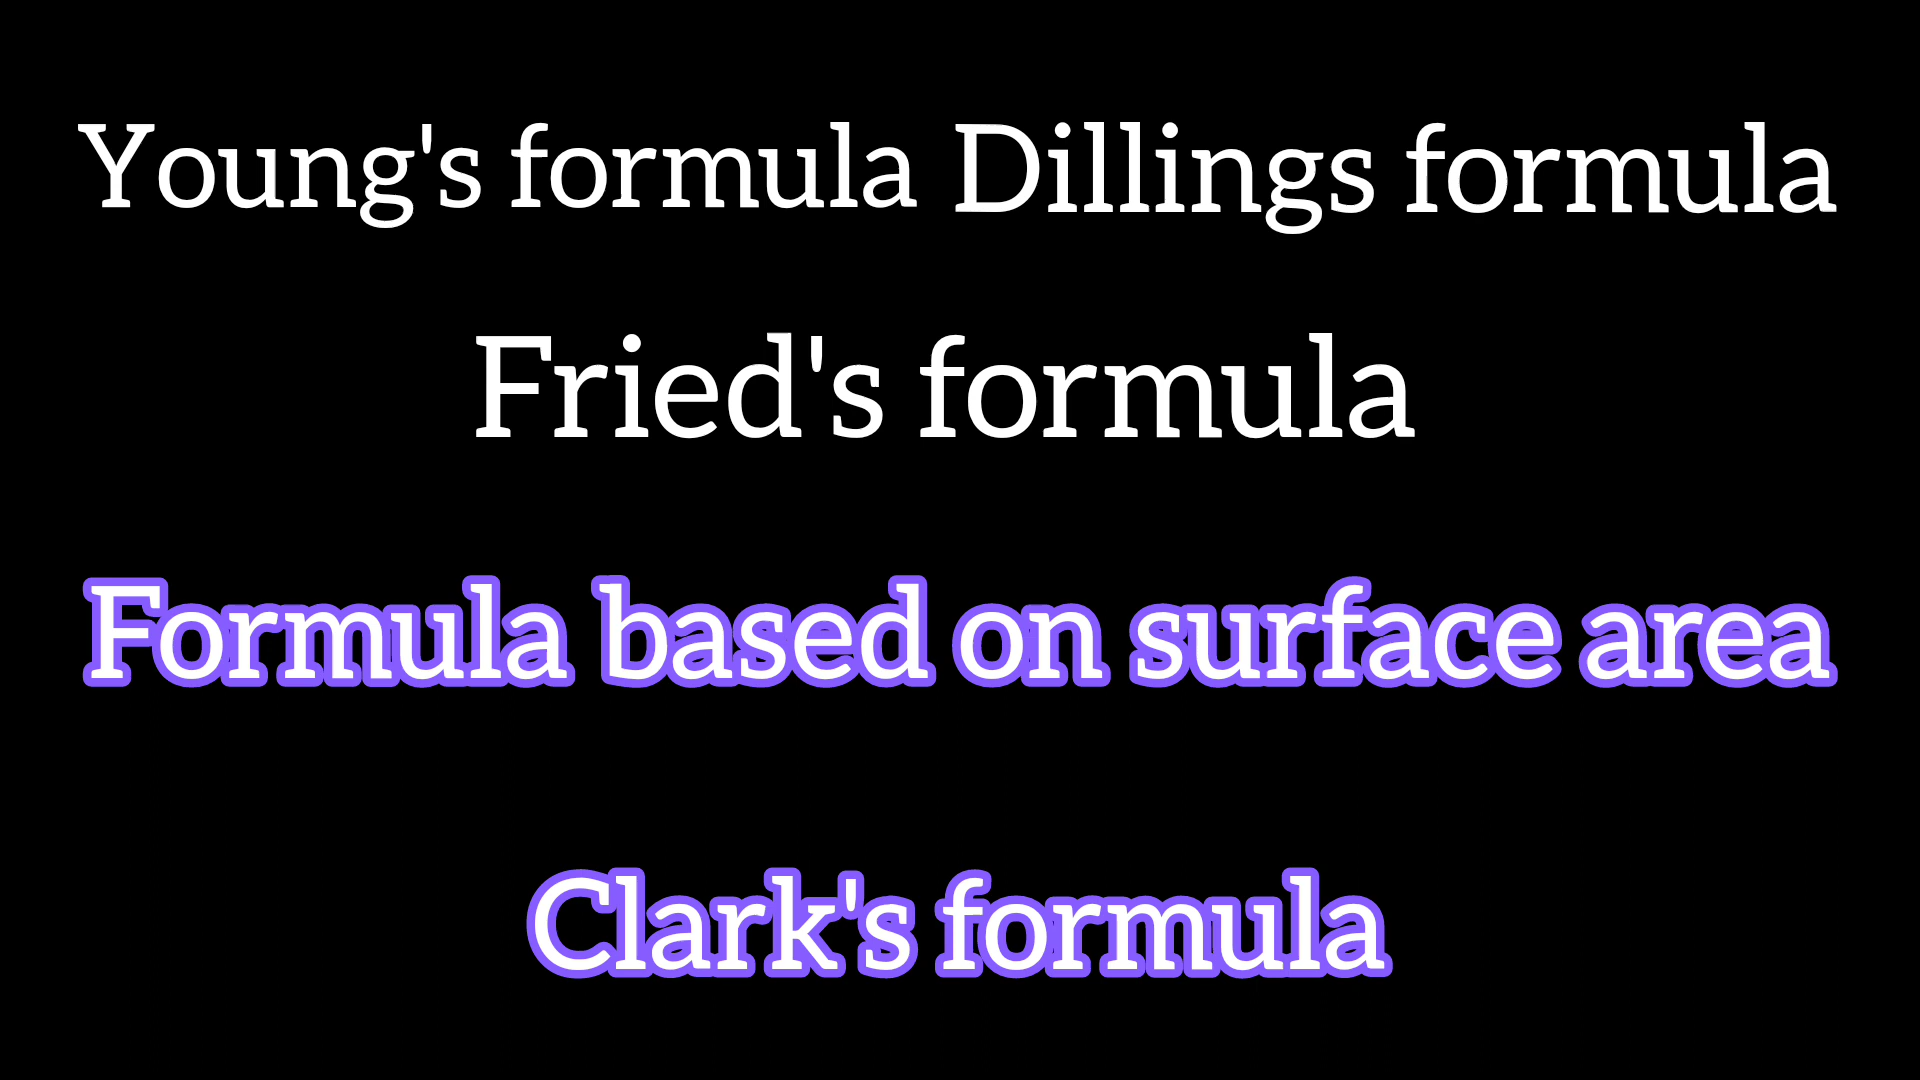 Young's formula Dillings formula
Fried's formula
Formula based on surface area
Clark's formula